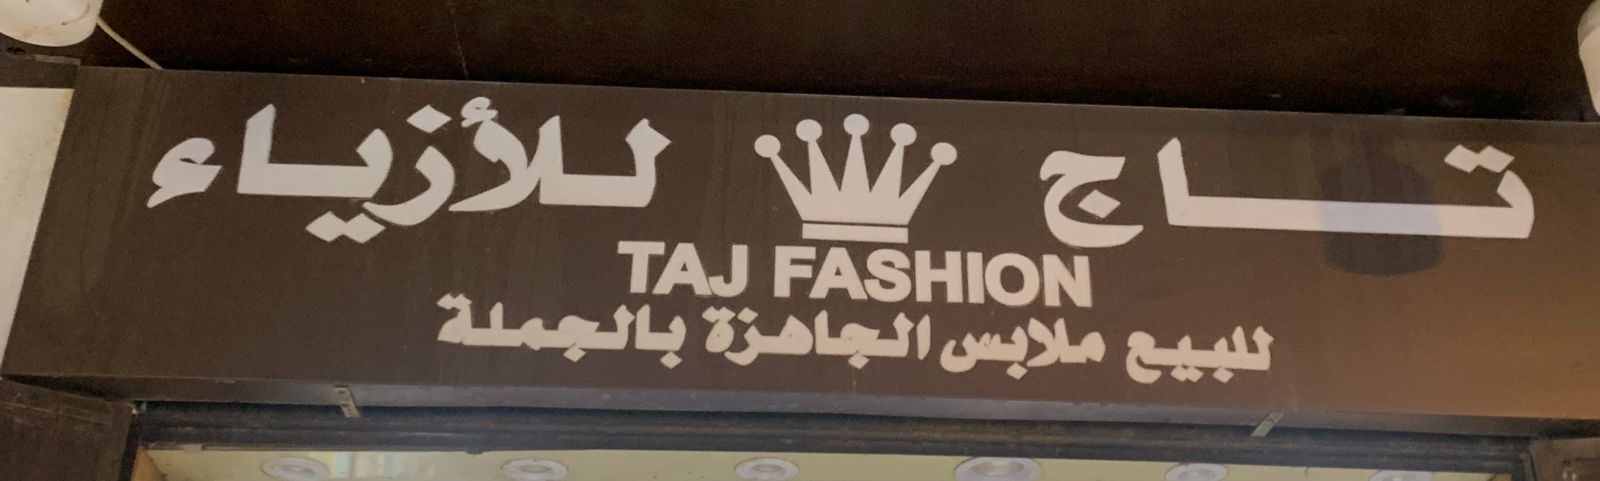 تاج للأزياء
TAJ FASHION
للبيع ملابس الجاهزة بالجملة